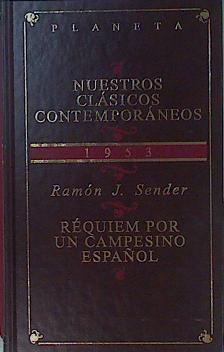 PLANETA
NUESTROS
CLÁSICOS
CONTEMPORÁNEOS
1953
Ramón J. Sender
RÉQUIEM POR
UN CAMPESINO
ESPAÑOL